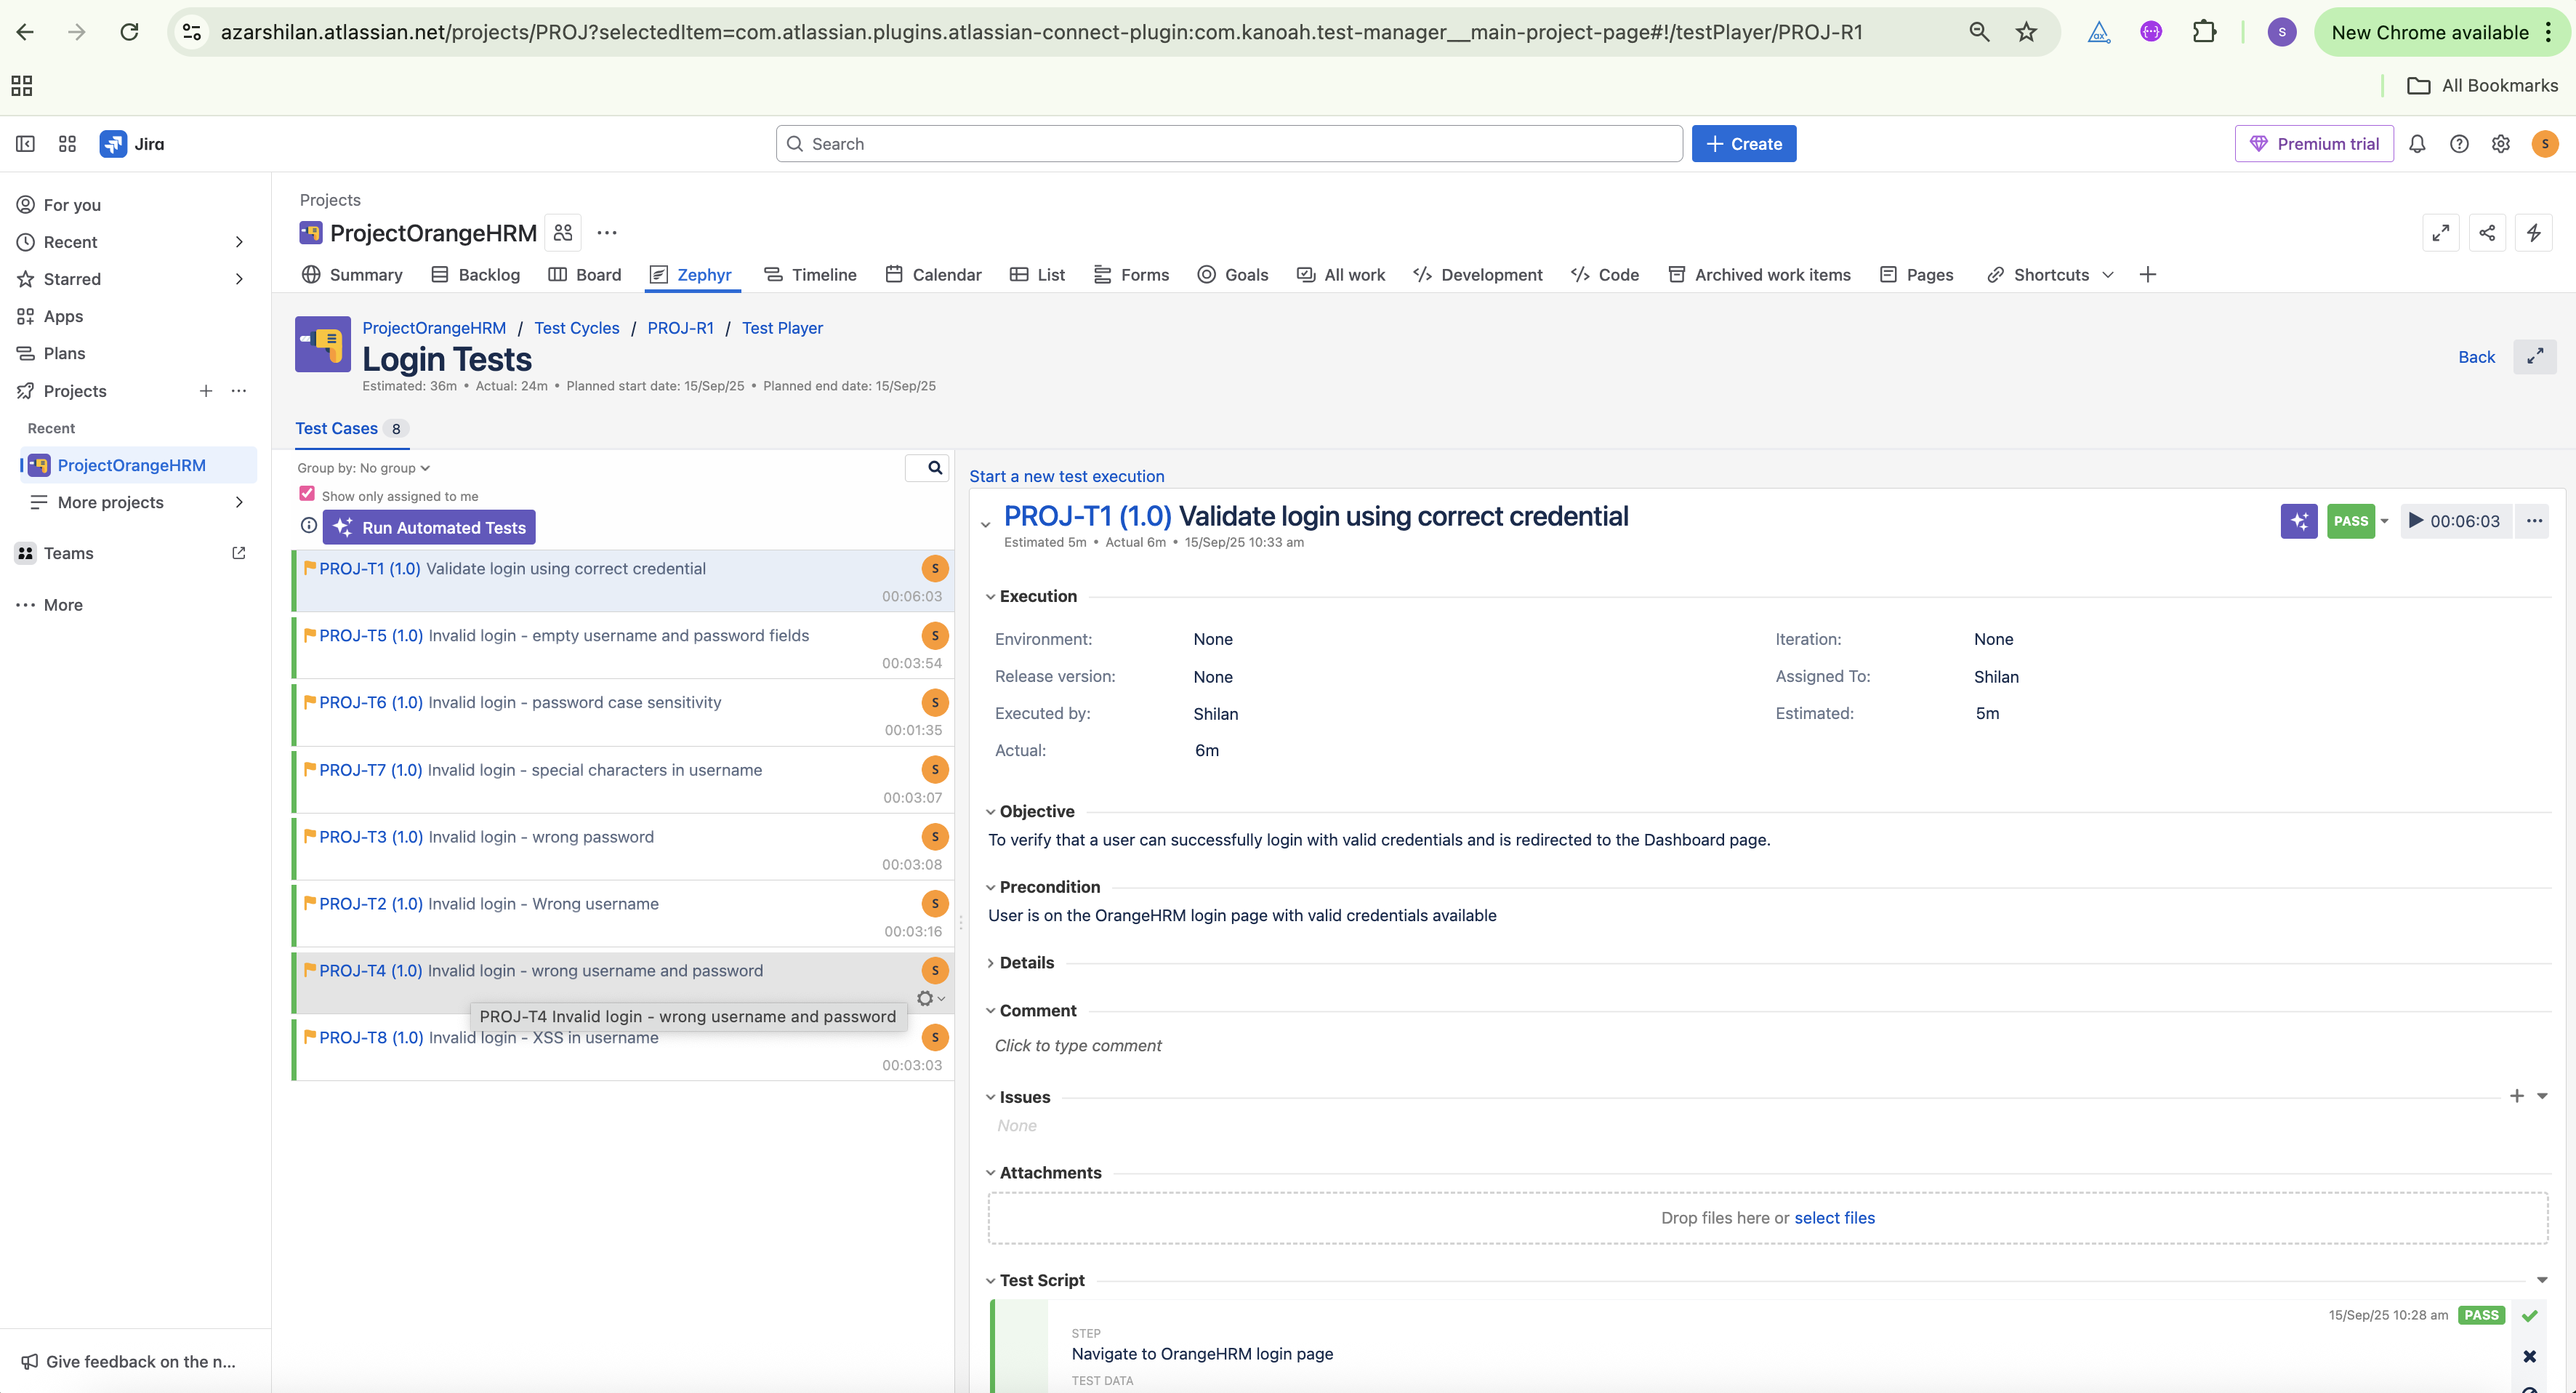 azarshilan.atlassian.net/projects/PROJ?selectedItem=com.atlassian.plugins.atlassian-connect-plugin:com.kanoah.test-manager__main-project-page#!/testPlayer/PROJ-R1
S
New Chrome available
All Bookmarks
Jira
Search
Create
Premium trial
S
For you
Recent
Starred
Apps
Plans
Projects
Recent
ProjectOrangeHRM
More projects
Teams
More
Give feedback on the n...
Projects
ProjectOrangeHRM
Summary Backlog Board Zephyr Timeline Calendar List Forms Goals All work Development Code Archived work items Pages Shortcuts
ProjectOrangeHRM / Test Cycles / PROJ-R1 / Test Player
Login Tests
Estimated: 36m • Actual: 24m • Planned start date: 15/Sep/25 • Planned end date: 15/Sep/25
Back
Test Cases 8
Group by: No group
Show only assigned to me
Run Automated Tests
PROJ-T1 (1.0) Validate login using correct credential S
00:06:03
PROJ-T5 (1.0) Invalid login - empty username and password fields S
00:03:54
PROJ-T6 (1.0) Invalid login - password case sensitivity S
00:01:35
PROJ-T7 (1.0) Invalid login - special characters in username S
00:03:07
PROJ-T3 (1.0) Invalid login - wrong password S
00:03:08
PROJ-T2 (1.0) Invalid login - Wrong username S
00:03:16
PROJ-T4 (1.0) Invalid login - wrong username and password S
PROJ-T4 Invalid login - wrong username and password
PROJ-T8 (1.0) Invalid login - XSS in username S
00:03:03
Start a new test execution
PROJ-T1 (1.0) Validate login using correct credential
PASS
00:06:03
Estimated 5m • Actual 6m • 15/Sep/25 10:33 am
Execution
Environment: None
Iteration: None
Release version: None
Assigned To: Shilan
Executed by: Shilan
Estimated: 5m
Actual: 6m
Objective
To verify that a user can successfully login with valid credentials and is redirected to the Dashboard page.
Precondition
User is on the OrangeHRM login page with valid credentials available
Details
Comment
Click to type comment
Issues
None
Attachments
Drop files here or select files
Test Script
15/Sep/25 10:28 am PASS
STEP
Navigate to OrangeHRM login page
TEST DATA